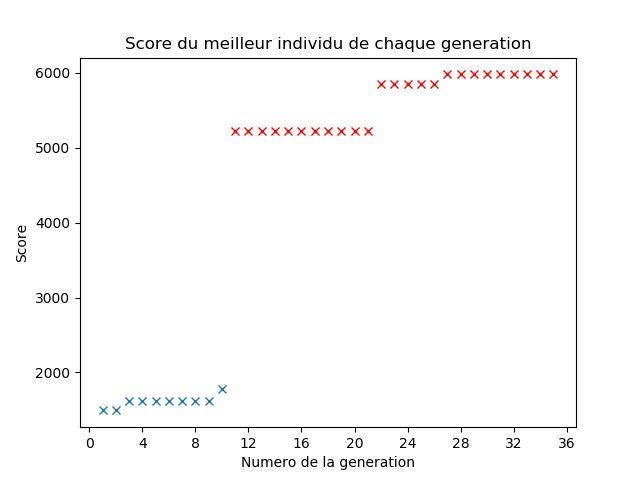 Score du meilleur individu de chaque generation
6000
5000
4000
3000
2000
Score
0 4 8 12 16 20 24 28 32 36
Numero de la generation